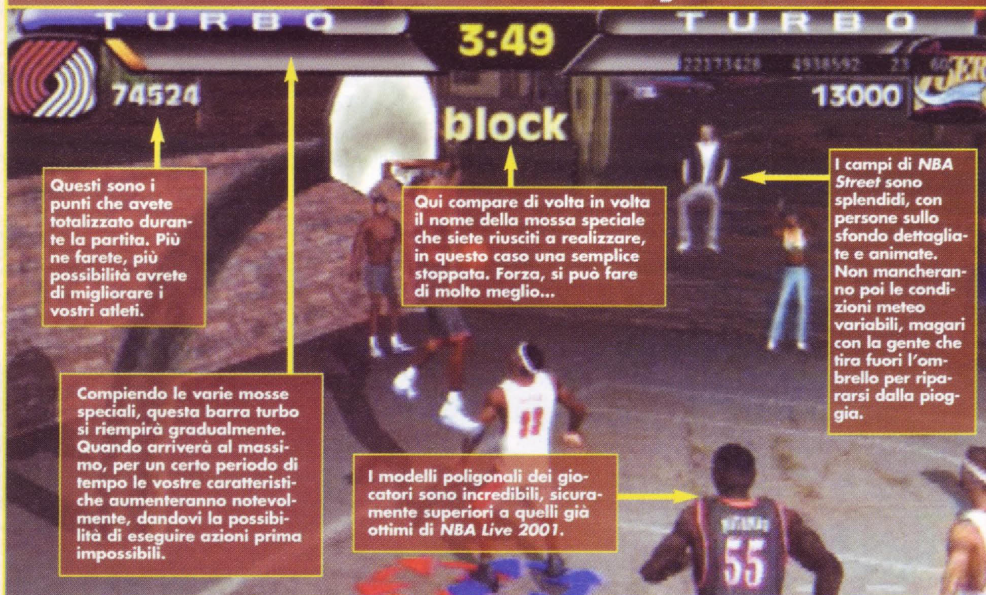 TURBO
3:49
TURBO
22173428 4938592 23 60
74524
13000
block
Questi sono i
punti che avete
totalizzato duran-
te la partita. Più
ne farete, più
possibilità avrete
di migliorare i
vostri atleti.
Qui compare di volta in volta
il nome della mossa speciale
che siete riusciti a realizzare,
in questo caso una semplice
stoppata. Forza, si può fare
di molto meglio...
I campi di NBA
Street sono
splendidi, con
persone sullo
sfondo dettaglia-
te e animate.
Non mancheran-
no poi le condi-
zioni meteo
variabili, magari
con la gente che
tira fuori l'om-
brello per ripa-
rarsi dalla piog-
gia.
Compiendo le varie mosse
speciali, questa barra turbo
si riempirà gradualmente.
Quando arriverà al massi-
mo, per un certo periodo di
tempo le vostre caratteristi-
che aumenteranno notevol-
mente, dandovi la possibi-
lità di eseguire azioni prima
impossibili.
I modelli poligonali dei gio-
catori sono incredibili, sicura-
mente superiori a quelli già
ottimi di NBA Live 2001.
55